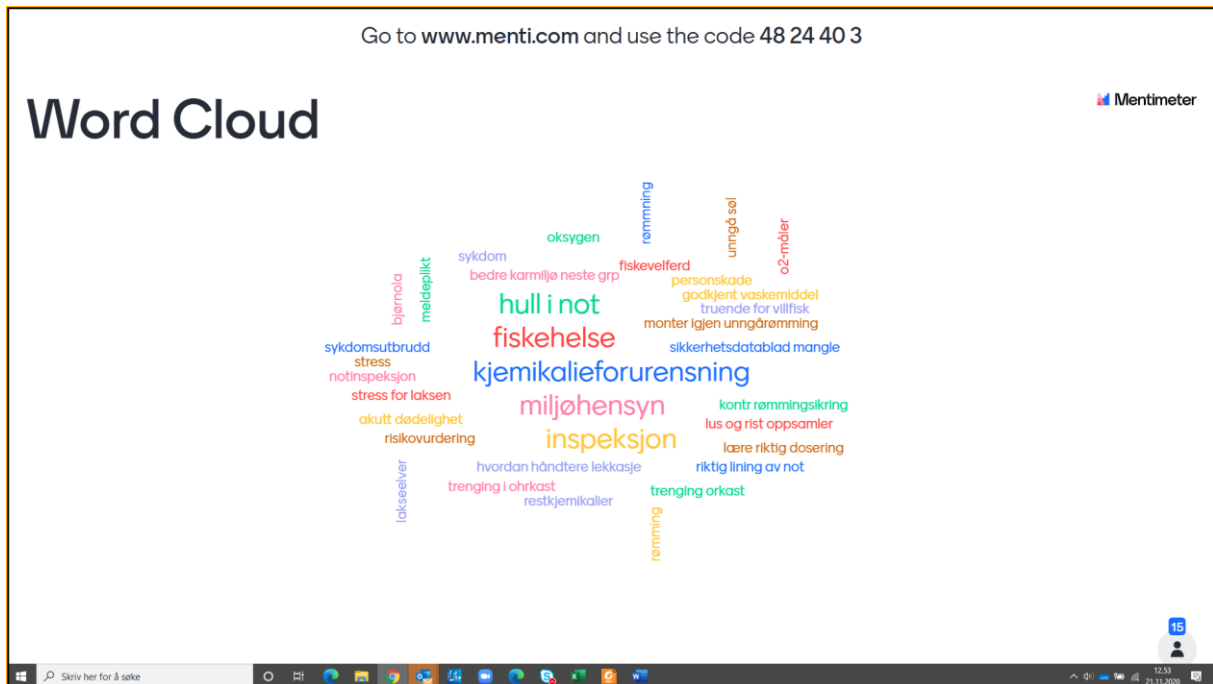 Go to www.menti.com and use the code 48 24 40 3
Word Cloud
Mentimeter
rømmning
unngå søl
o2-måler
oksygen
sykdom
fiskevelferd
bjørnola
meldeplikt
bedre karmiljø neste grp
personskade
godkjent vaskemiddel
hull i not
truende for villfisk
monter igjen unngårømming
fiskehelse
sykdomsutbrudd
sikkerhetsdatablad mangle
stress
kjemikalieforurensning
notinspeksjon
stress for laksen
miljøhensyn
kontr rømmingsikring
akutt dødelighet
lus og rist oppsamler
risikovurdering
inspeksjon
lære riktig dosering
hvordan håndtere lekkasje
riktig lining av not
lakseelver
trenging i ohrkast
trenging orkast
restkjemikalier
rømming
15
Skriv her for å søke
12.53
21.11.2020